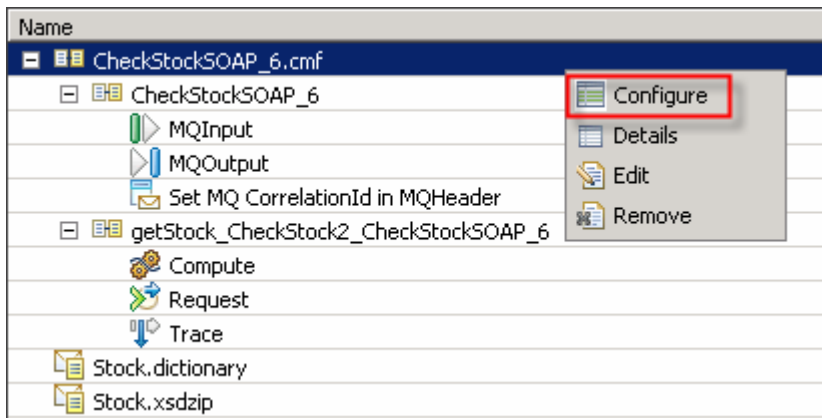 Name
CheckStockSOAP_6.cmf
CheckStockSOAP_6
Configure
MQInput
Details
MQOutput
Edit
Set MQ CorrelationId in MQHeader
Remove
getStock_CheckStock2_CheckStockSOAP_6
Compute
Request
Trace
Stock.dictionary
Stock.xsdzip